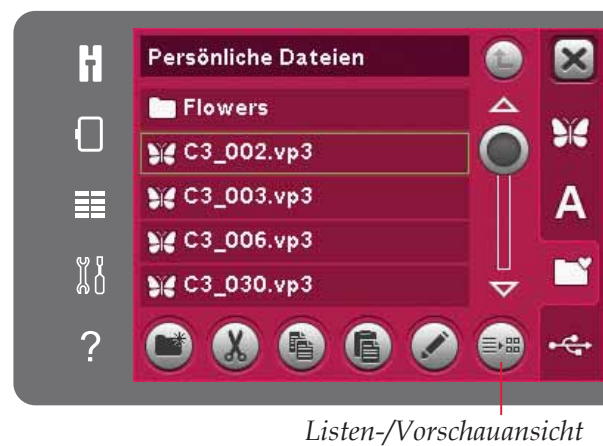 Persönliche Dateien
Flowers
C3_002.vp3
C3_003.vp3
C3_006.vp3
C3_030.vp3
A
?
Listen-/Vorschauansicht